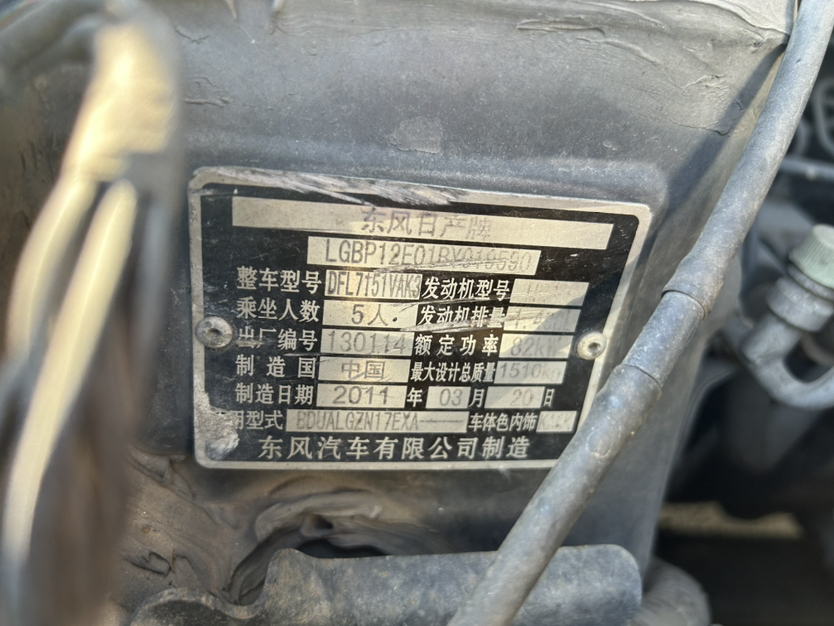 东风日产牌
LGBP12E01BY019590
整车型号 DFL7151VAK3 发动机型号
乘坐人数 5人 发动机排量
出厂编号 130114 额定功率 82kW
制造国 中国 最大设计总质量 1510kg
制造日期 2011 年 03 月 20 日
用型式 BDUALGZN17EXA 车体色内饰
东风汽车有限公司制造